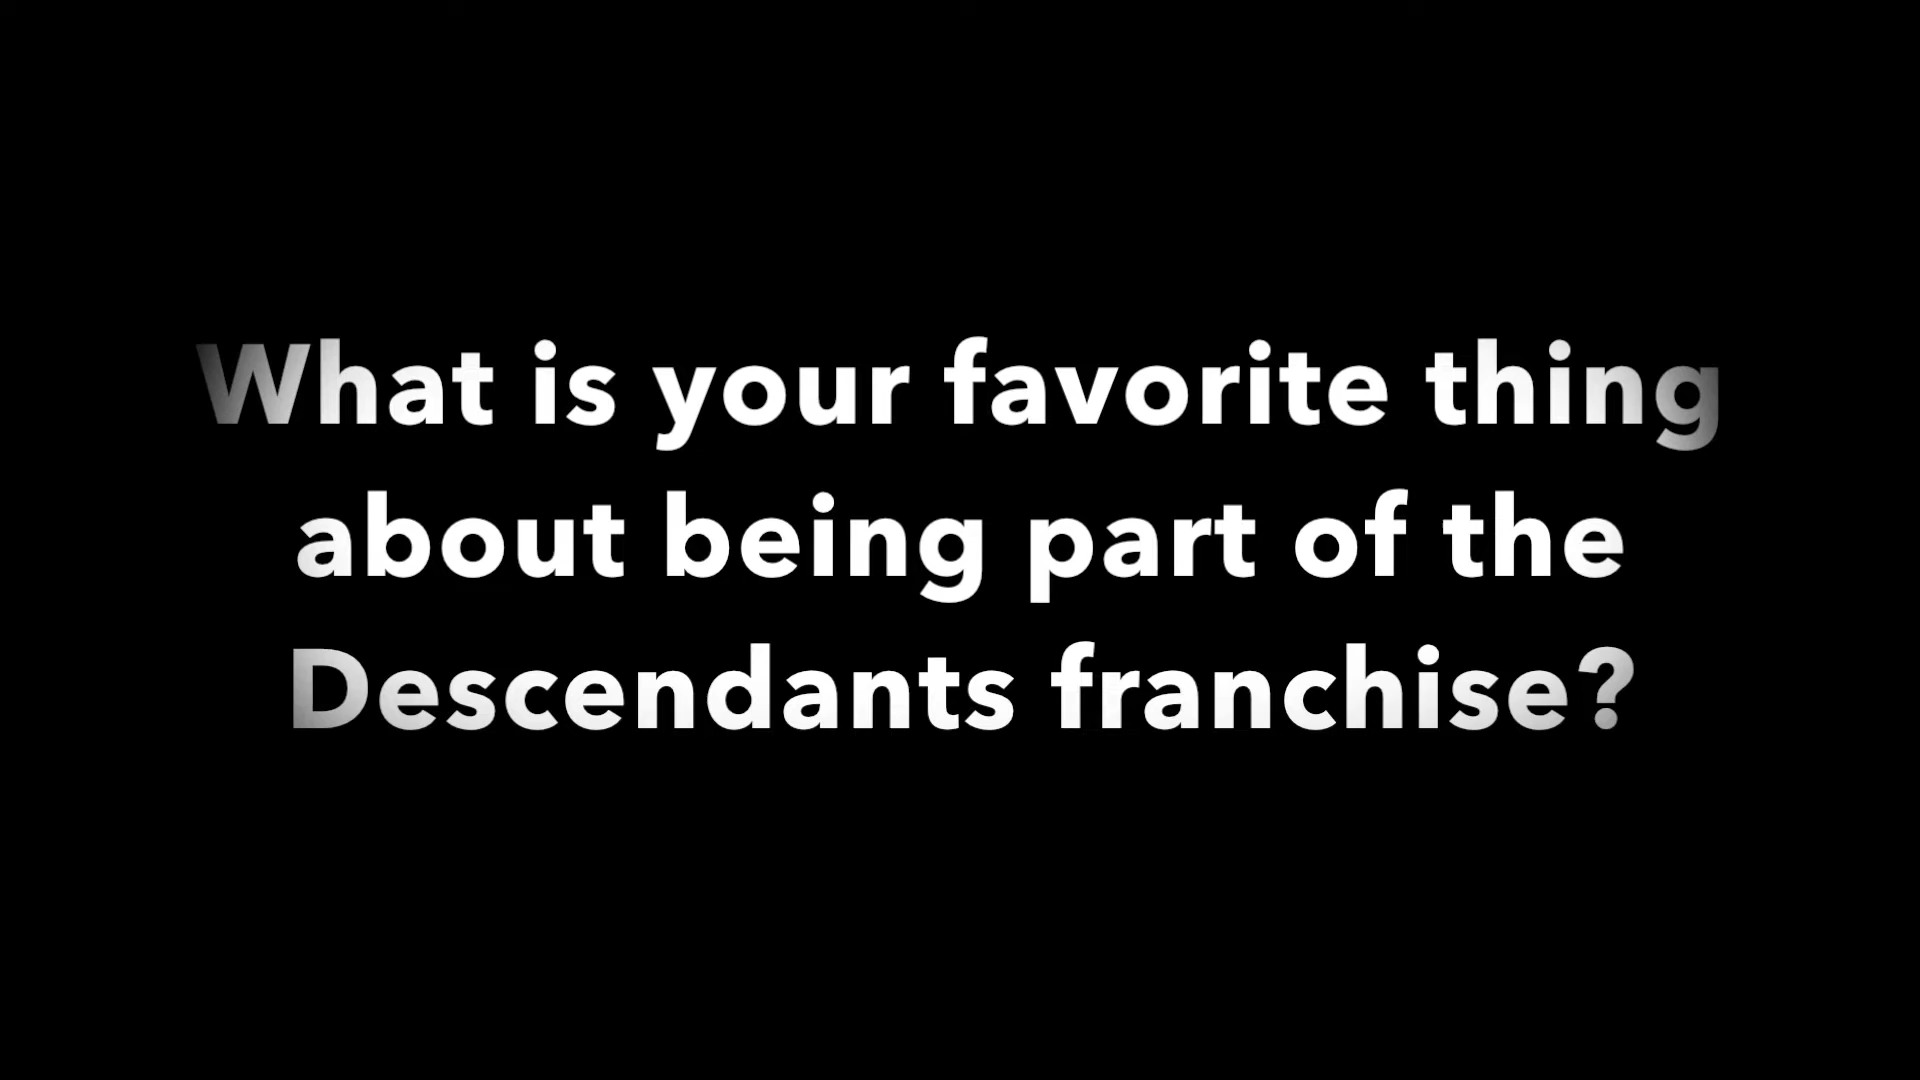 What is your favorite thing
about being part of the
Descendants franchise?